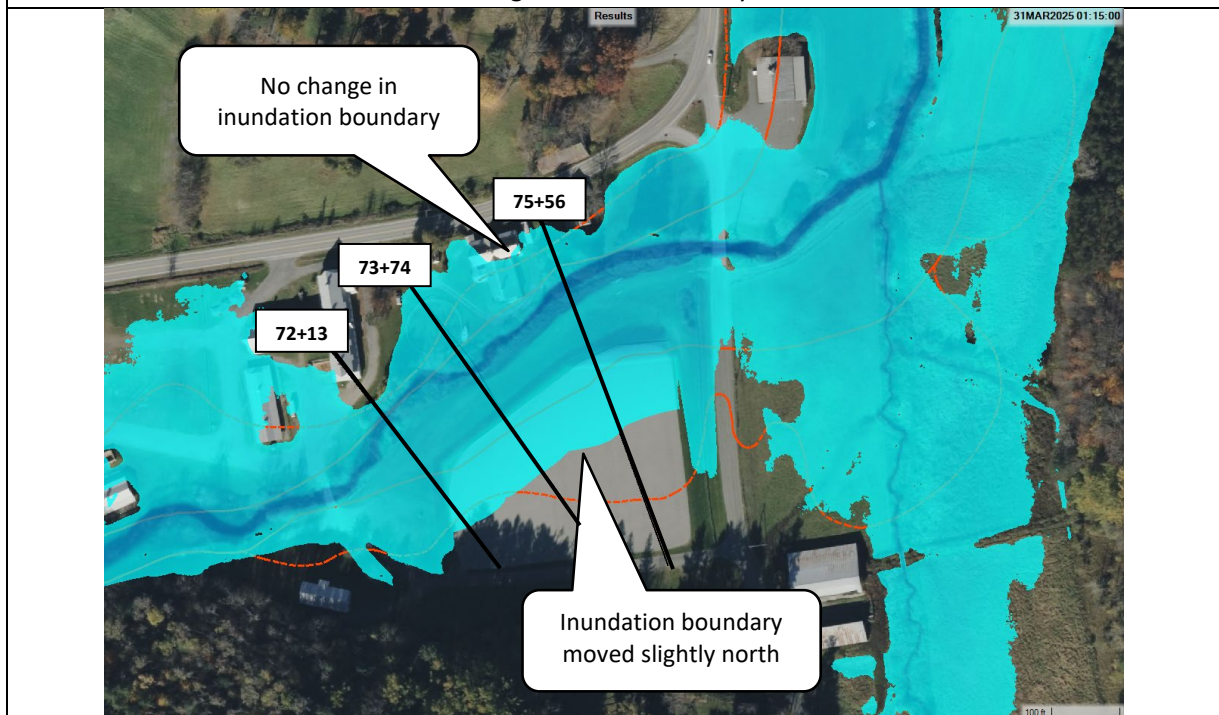 Results
31MAR2025 01:15:00
No change in
inundation boundary
75+56
73+74
72+13
Inundation boundary
moved slightly north
100 ft